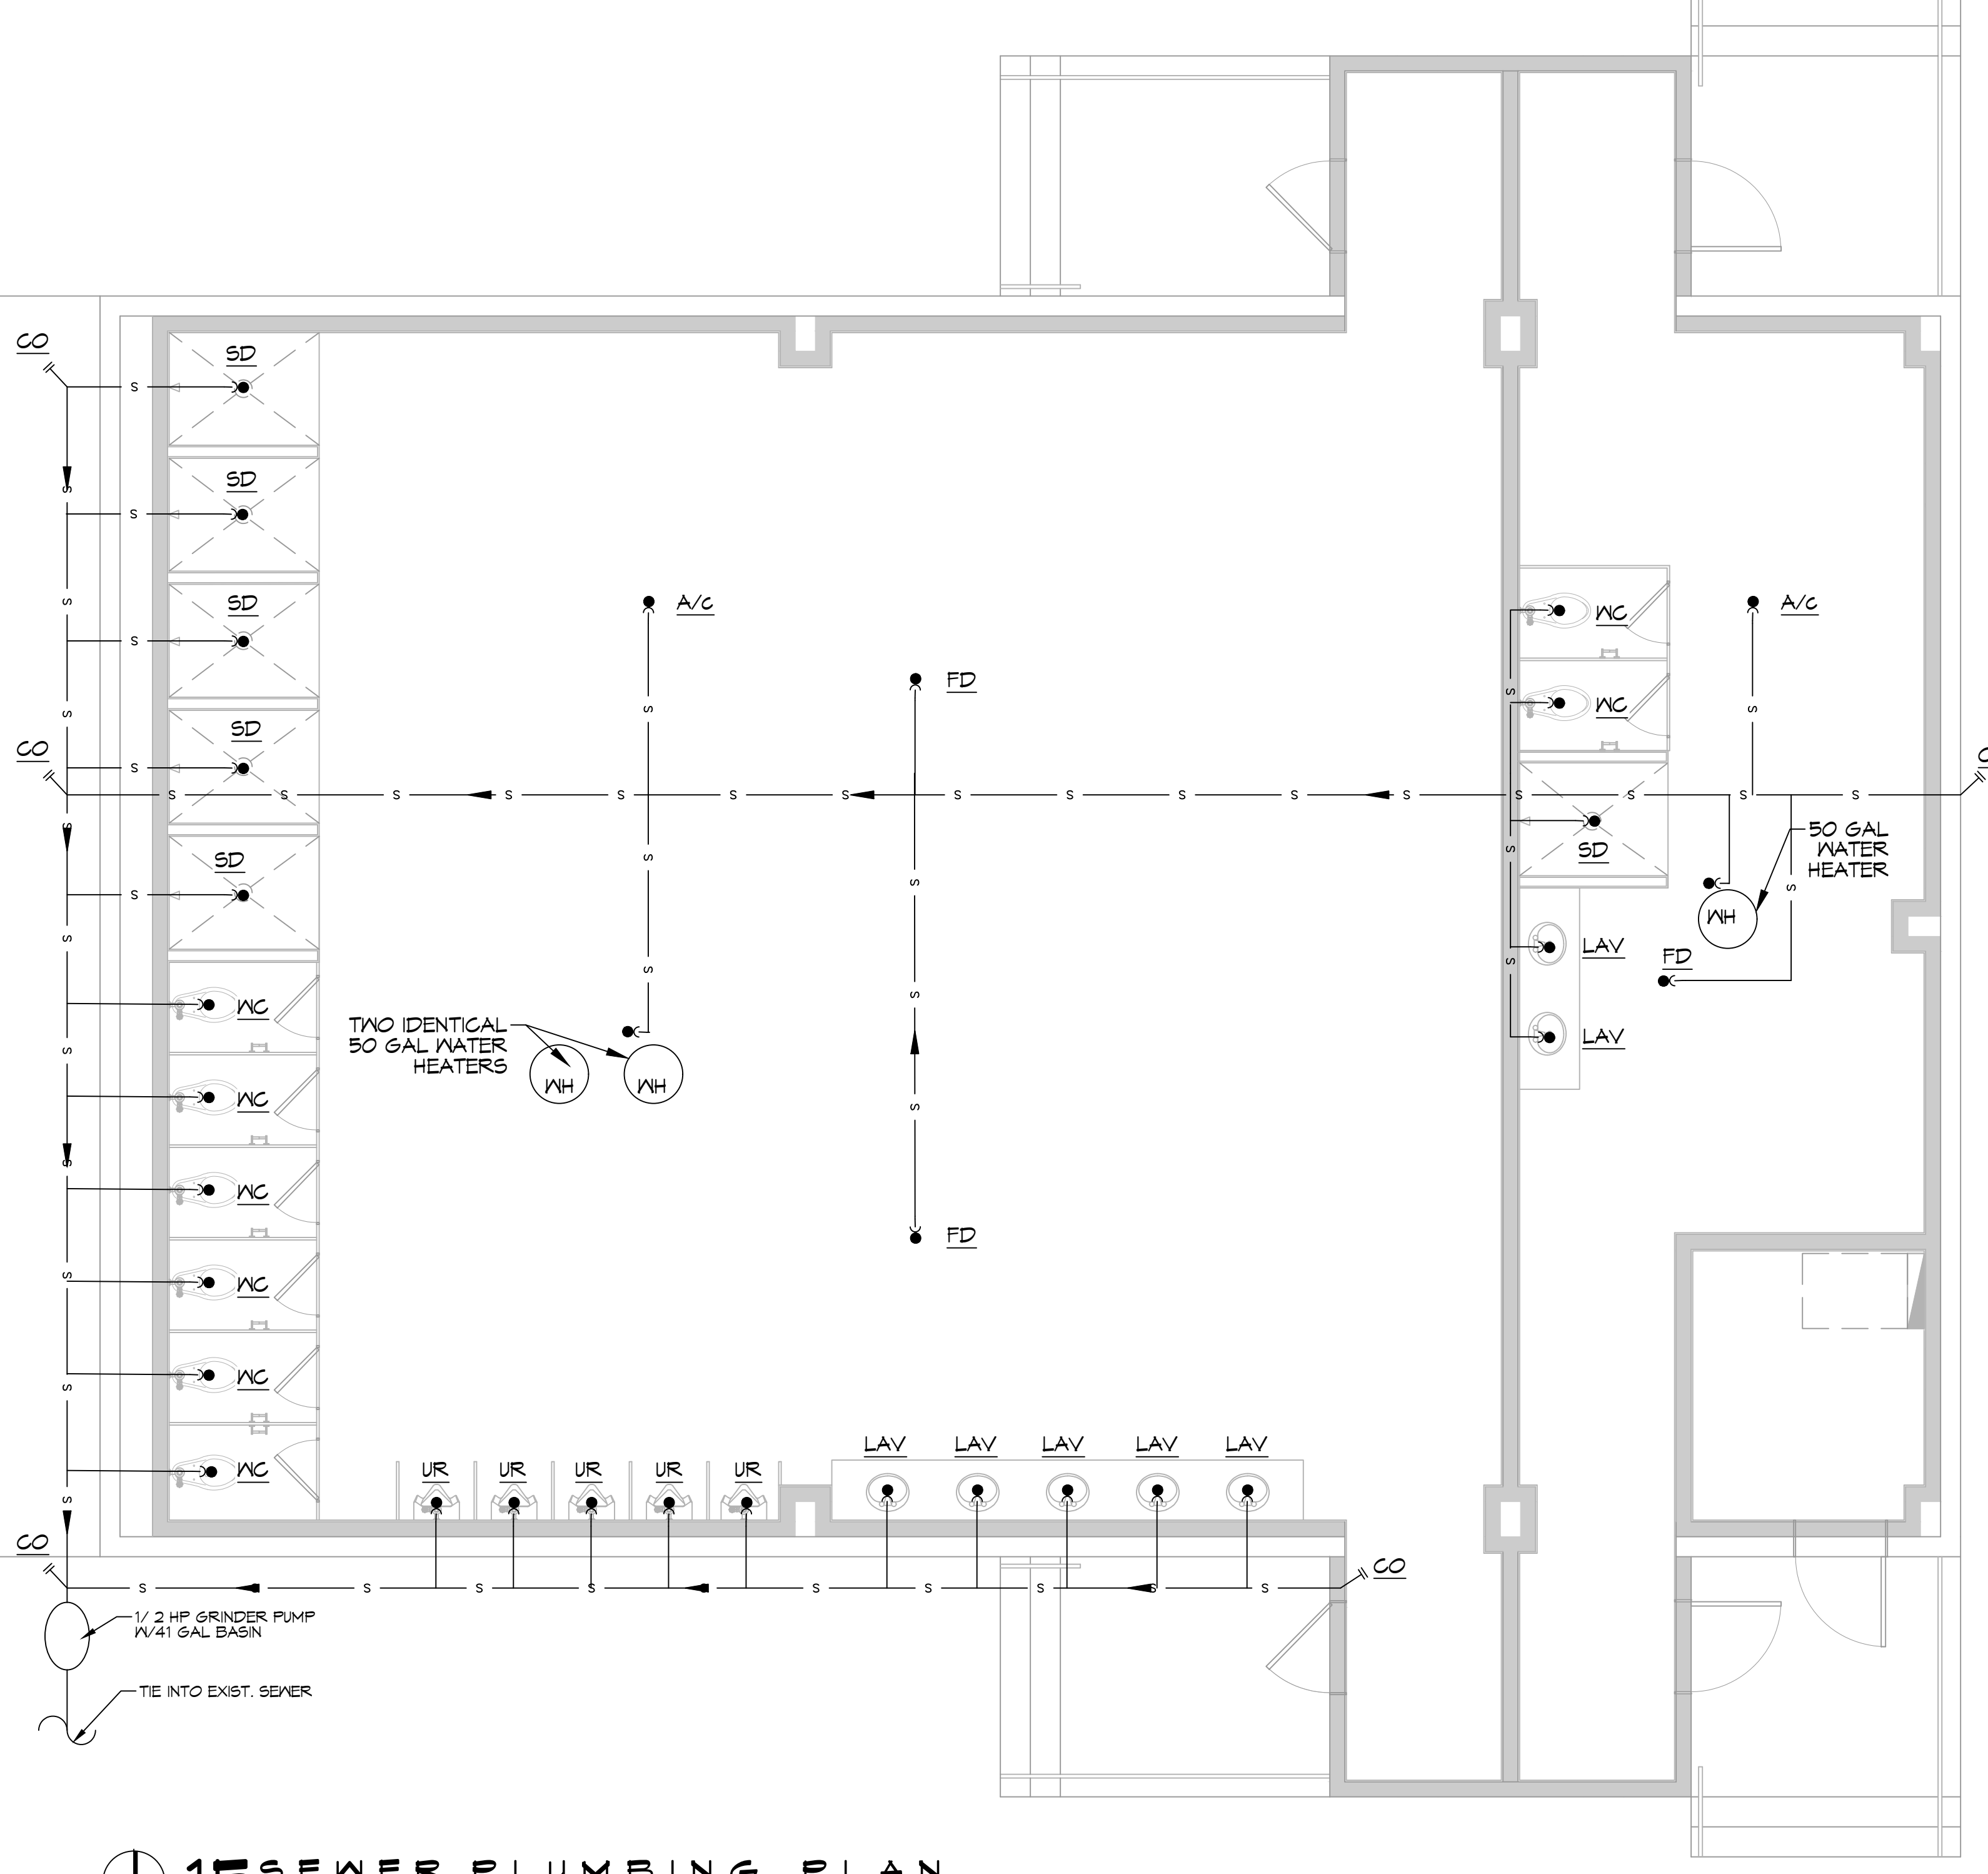 CO
SD
SD
SD
A/C
WC
A/C
FD
WC
SD
CO
50 GAL
WATER
HEATER
SD
SD
WH
LAV
FD
WC
TWO IDENTICAL
50 GAL WATER
HEATERS
LAV
WH
WH
WC
WC
FD
WC
WC
LAV
LAV
LAV
LAV
LAV
WC
UR
UR
UR
UR
UR
CO
CO
1/ 2 HP GRINDER PUMP
W/41 GAL BASIN
TIE INTO EXIST. SEWER
S S S S S S S S S S S S S S S S
SEWER PLUMBING PLAN